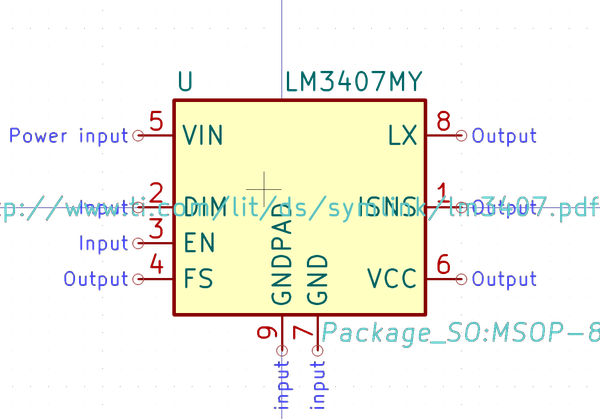 U LM3407MY
Power input 5 VIN LX 8 Output
Input 2 DIM ISNS 1 Output
p://www.ti.com/lit/ds/symlink/lm3407.pdf
Input 3 EN
Output 4 FS VCC 6 Output
GNDPAD
GND
9
7
Package_SO:MSOP-8
input
input